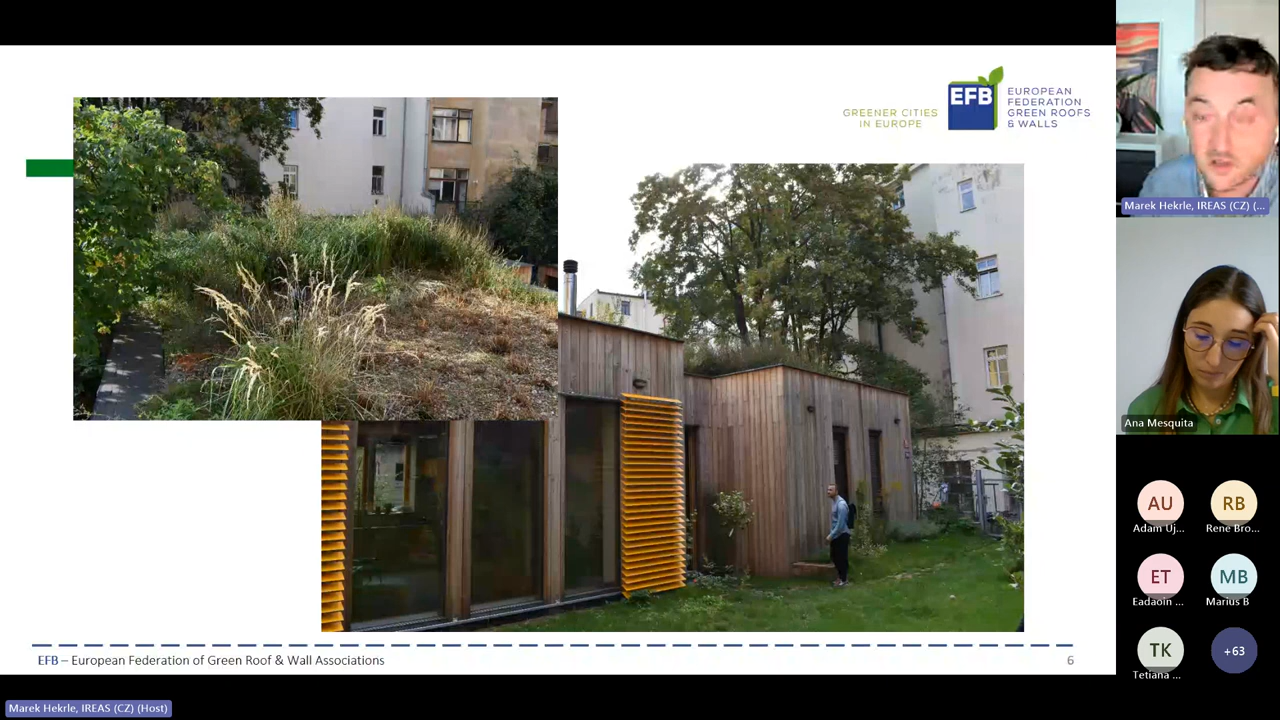 GREENER CITIES
IN EUROPE
EFB
EUROPEAN
FEDERATION
GREEN ROOFS
& WALLS
EFB – European Federation of Green Roof & Wall Associations
6
Marek Hekrle, IREAS (CZ) (...
Ana Mesquita
AU
Adam Uj...
RB
Rene Bro...
ET
Eadaoin ...
MB
Marius B
TK
Tetiana ...
+63
Marek Hekrle, IREAS (CZ) (Host)